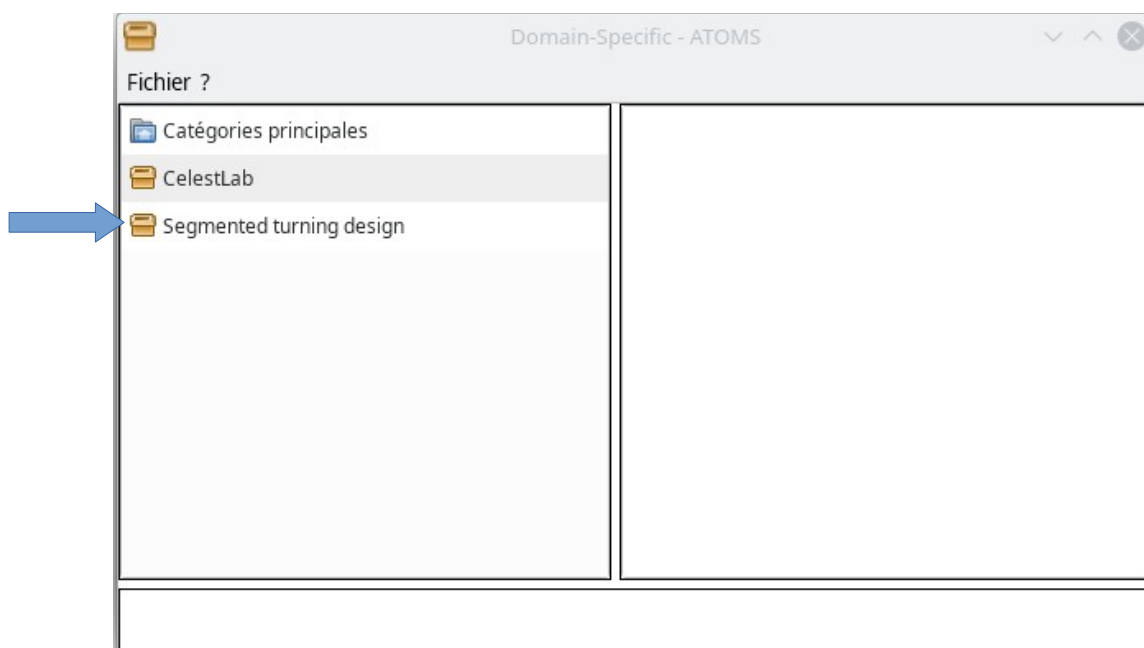 Domain-Specific - ATOMS
Fichier ?
Catégories principales
CelestLab
Segmented turning design